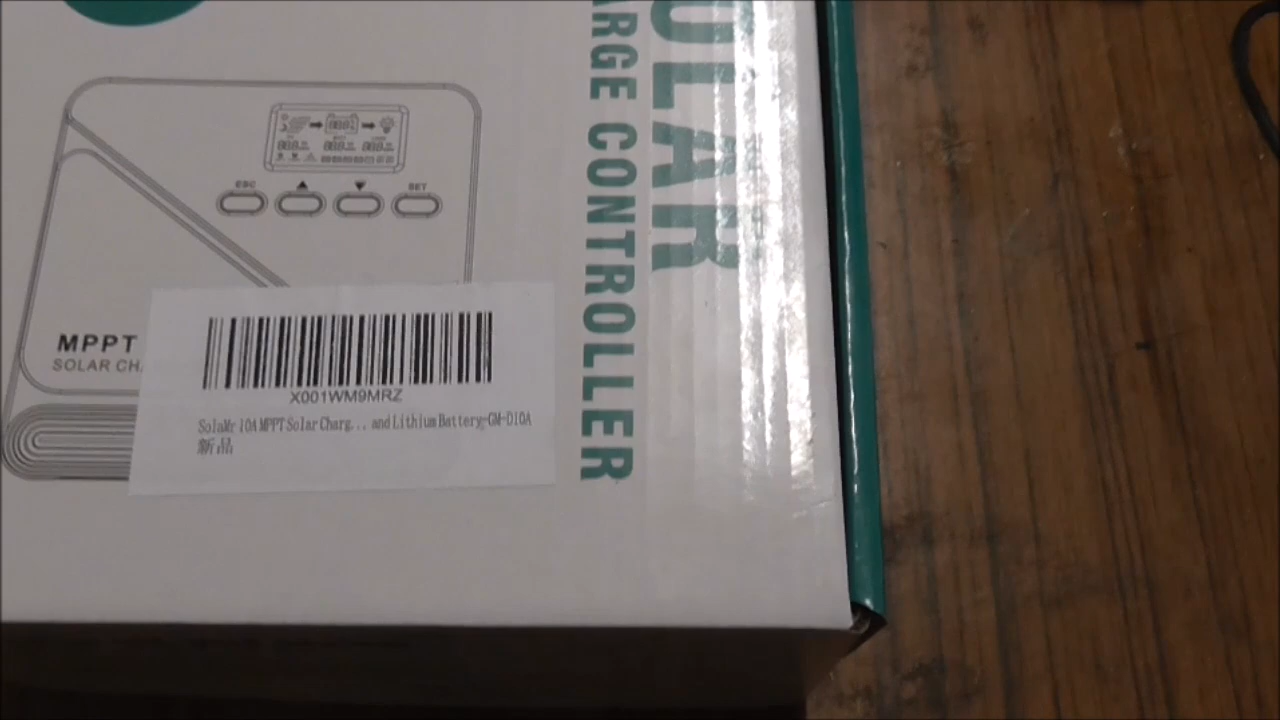 ESC ▲ ▼ SET
MPPT
SOLAR CHA
X001WM9MRZ
SolaMr 10A MPPT Solar Charg... and Lithium Battery-GM-D10A
新品
OLAR
ARGE CONTROLLER